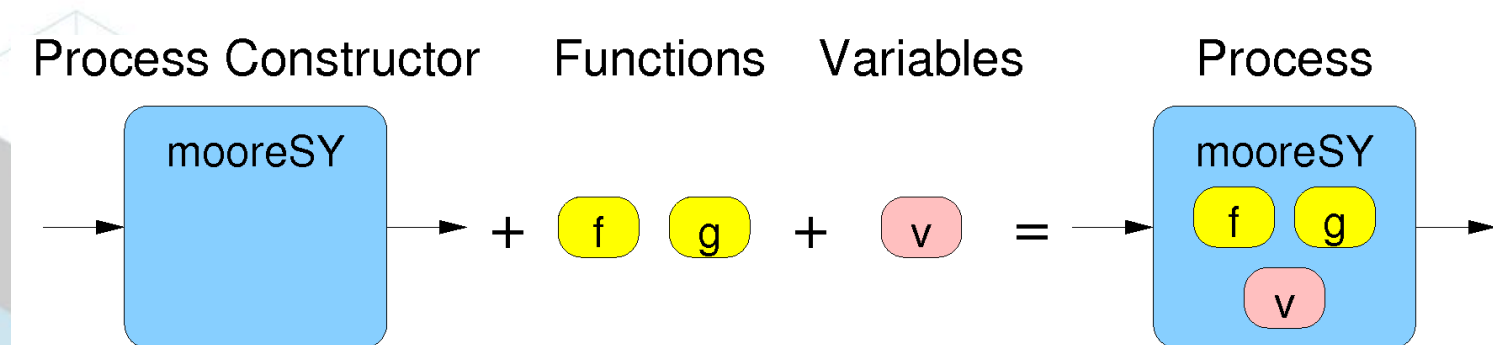 Process Constructor Functions Variables Process
mooreSY mooreSY
+ f g + v = f g
v